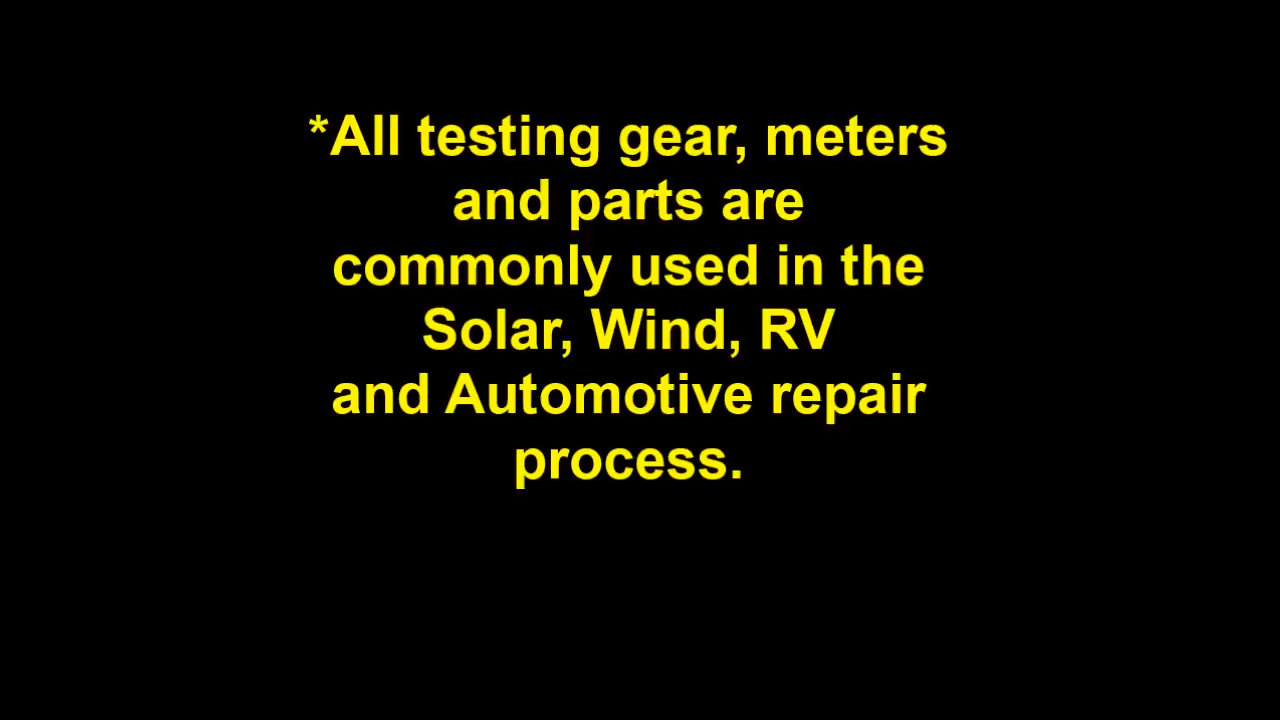 *All testing gear, meters
and parts are
commonly used in the
Solar, Wind, RV
and Automotive repair
process.